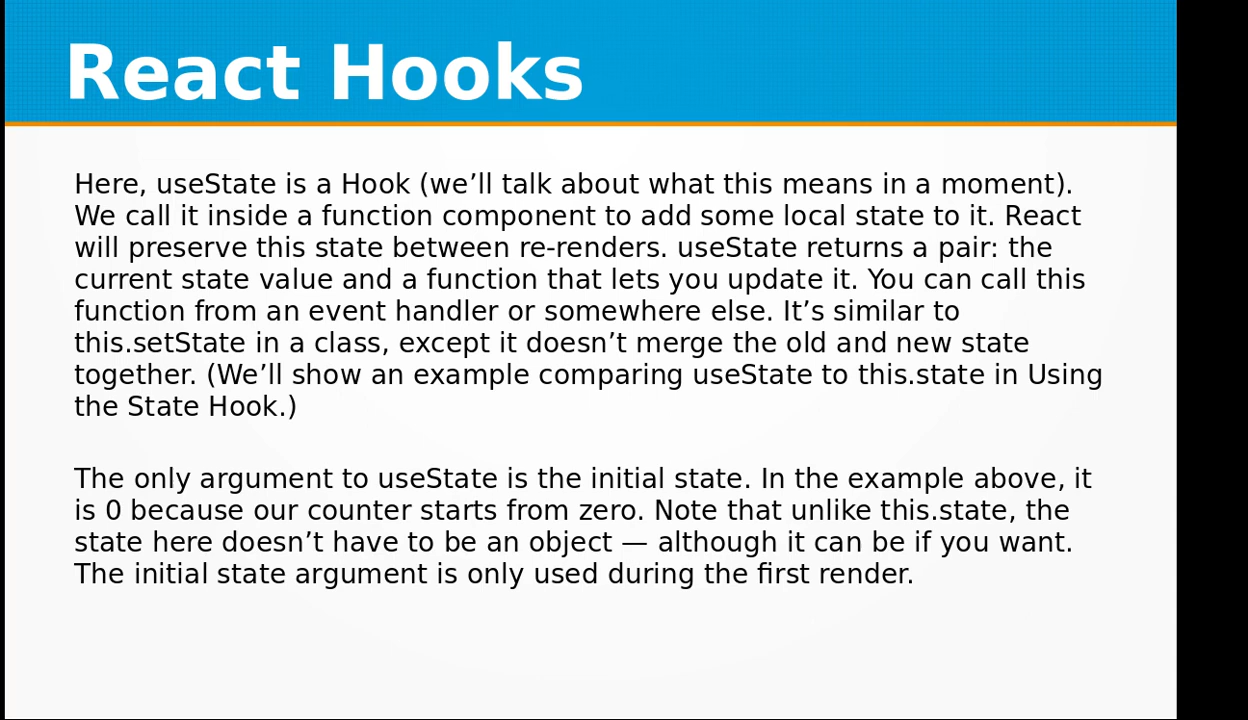 React Hooks
Here, useState is a Hook (we’ll talk about what this means in a moment).
We call it inside a function component to add some local state to it. React
will preserve this state between re-renders. useState returns a pair: the
current state value and a function that lets you update it. You can call this
function from an event handler or somewhere else. It’s similar to
this.setState in a class, except it doesn’t merge the old and new state
together. (We’ll show an example comparing useState to this.state in Using
the State Hook.)
The only argument to useState is the initial state. In the example above, it
is 0 because our counter starts from zero. Note that unlike this.state, the
state here doesn’t have to be an object — although it can be if you want.
The initial state argument is only used during the first render.